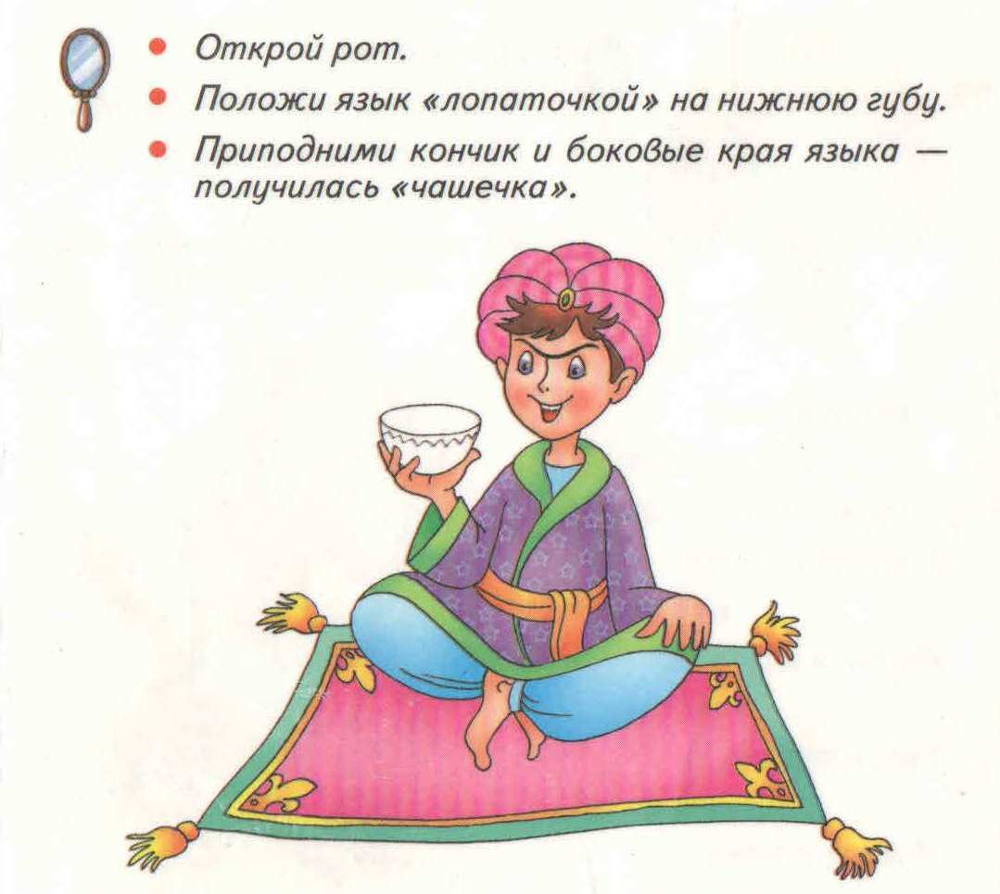 • Открой рот.
• Положи язык «лопаточкой» на нижнюю губу.
• Приподними кончик и боковые края языка —
получилась «чашечка».